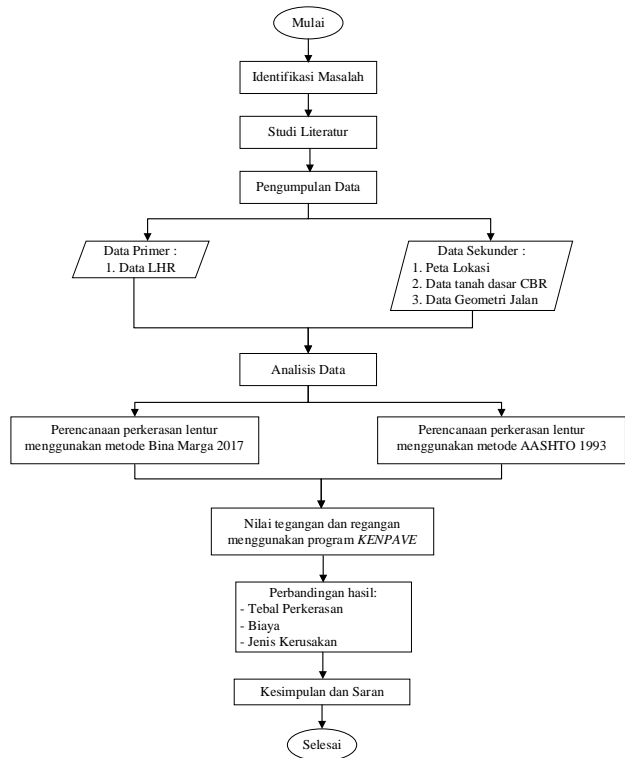 Mulai
Identifikasi Masalah
Studi Literatur
Pengumpulan Data
Data Primer :
1. Data LHR
Data Sekunder :
1. Peta Lokasi
2. Data tanah dasar CBR
3. Data Geometri Jalan
Analisis Data
Perencanaan perkerasan lentur
menggunakan metode Bina Marga 2017
Perencanaan perkerasan lentur
menggunakan metode AASHTO 1993
Nilai tegangan dan regangan
menggunakan program KENPAVE
Perbandingan hasil:
- Tebal Perkerasan
- Biaya
- Jenis Kerusakan
Kesimpulan dan Saran
Selesai